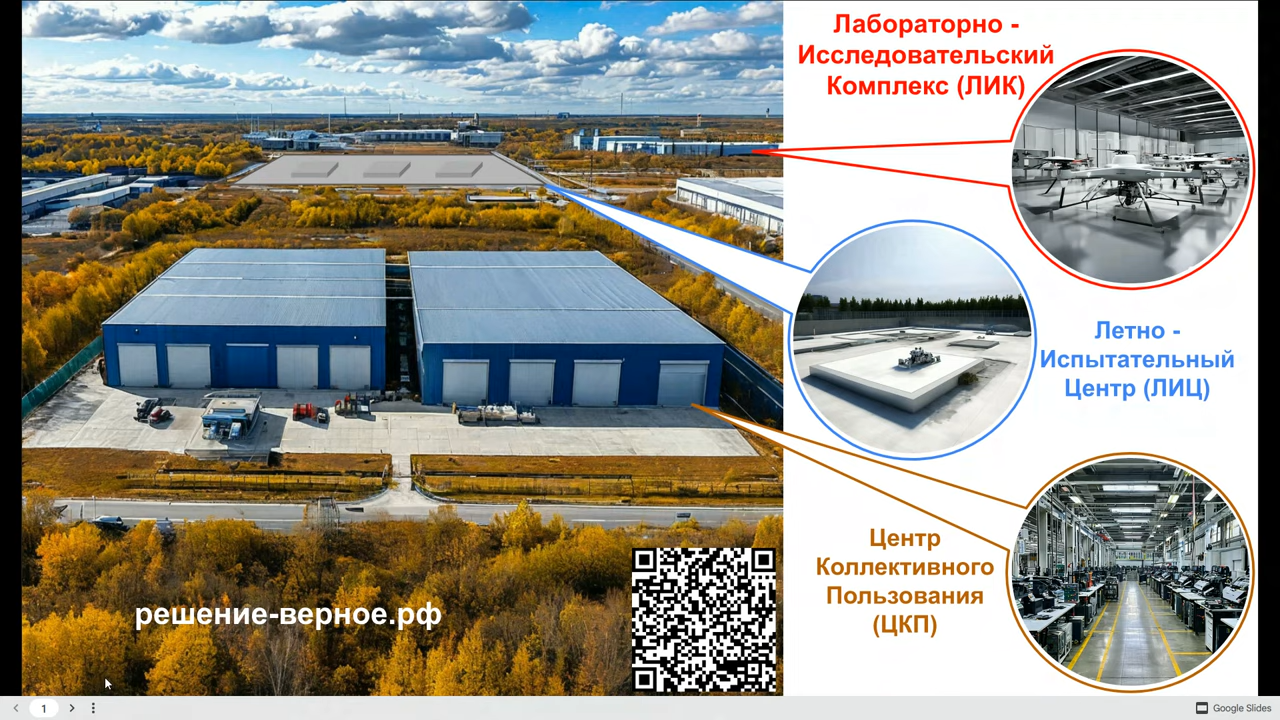 Лабораторно -
Исследовательский
Комплекс (ЛИК)
Летно -
Испытательный
Центр (ЛИЦ)
Центр
Коллективного
Пользования
(ЦКП)
решение-верное.рф
1
Google Slides